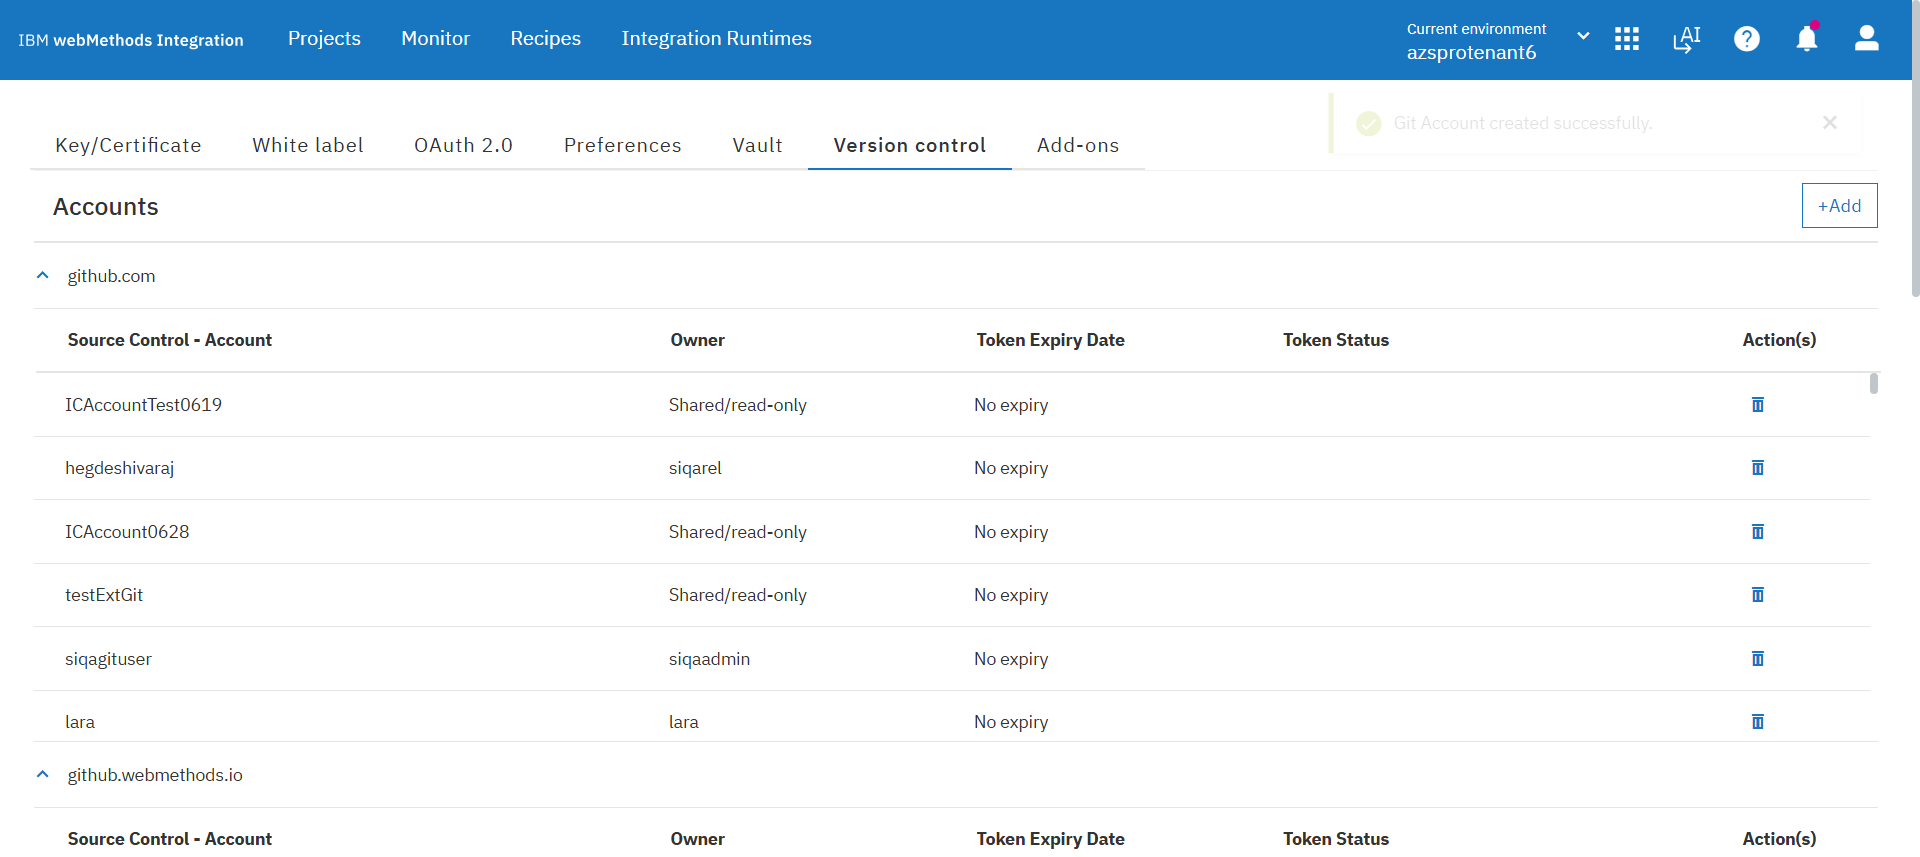 IBM webMethods Integration Projects Monitor Recipes Integration Runtimes Current environment AI
azsprotenant6
Git Account created successfully.
Key/Certificate White label OAuth 2.0 Preferences Vault Version control Add-ons
Accounts +Add
github.com
Source Control - Account Owner Token Expiry Date Token Status Action(s)
ICAccountTest0619 Shared/read-only No expiry
hegdeshivaraj siqarel No expiry
ICAccount0628 Shared/read-only No expiry
testExtGit Shared/read-only No expiry
siqagituser siqaadmin No expiry
lara lara No expiry
github.webmethods.io
Source Control - Account Owner Token Expiry Date Token Status Action(s)